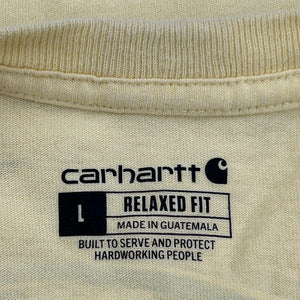 carhartt
L
RELAXED FIT
MADE IN GUATEMALA
BUILT TO SERVE AND PROTECT
HARDWORKING PEOPLE